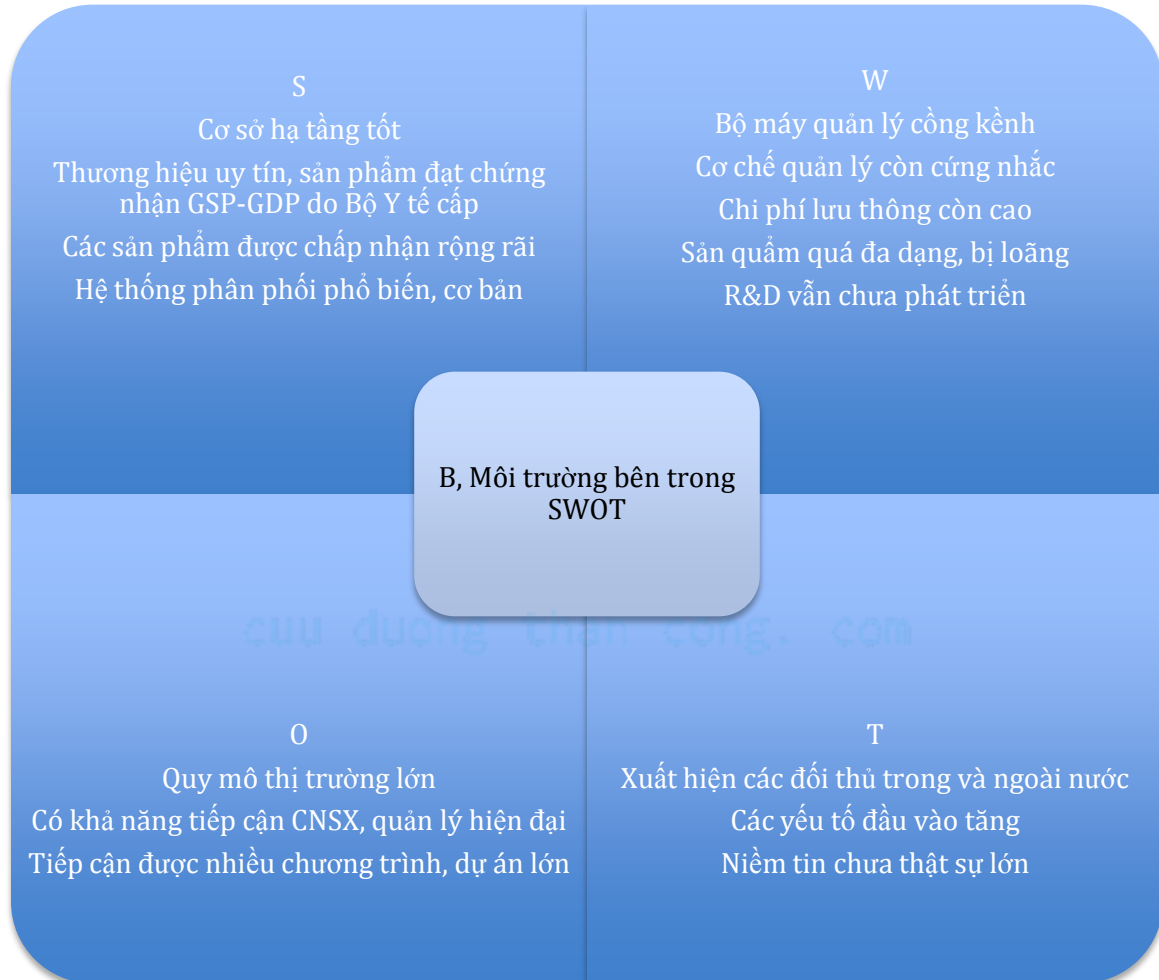 S
Cơ sở hạ tầng tốt
Thương hiệu uy tín, sản phẩm đạt chứng
nhận GSP-GDP do Bộ Y tế cấp
Các sản phẩm được chấp nhận rộng rãi
Hệ thống phân phối phổ biến, cơ bản
W
Bộ máy quản lý cồng kềnh
Cơ chế quản lý còn cứng nhắc
Chi phí lưu thông còn cao
Sản quẩm quá đa dạng, bị loãng
R&D vẫn chưa phát triển
B, Môi trường bên trong
SWOT
cuu duong than cong. com
O
Quy mô thị trường lớn
Có khả năng tiếp cận CNSX, quản lý hiện đại
Tiếp cận được nhiều chương trình, dự án lớn
T
Xuất hiện các đối thủ trong và ngoài nước
Các yếu tố đầu vào tăng
Niềm tin chưa thật sự lớn